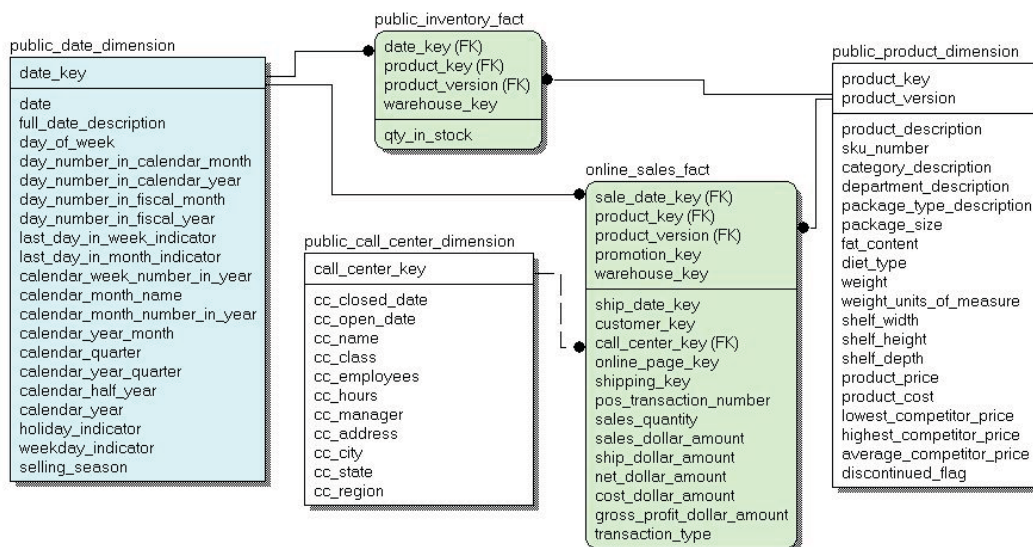 public_inventory_fact
date_key (FK)
product_key (FK)
product_version (FK)
warehouse_key
qty_in_stock
public_date_dimension
date_key
date
full_date_description
day_of_week
day_number_in_calendar_month
day_number_in_calendar_year
day_number_in_fiscal_month
day_number_in_fiscal_year
last_day_in_week_indicator
last_day_in_month_indicator
calendar_week_number_in_year
calendar_month_name
calendar_month_number_in_year
calendar_year_month
calendar_quarter
calendar_year_quarter
calendar_half_year
calendar_year
holiday_indicator
weekday_indicator
selling_season
public_call_center_dimension
call_center_key
cc_closed_date
cc_open_date
cc_name
cc_class
cc_employees
cc_hours
cc_manager
cc_address
cc_city
cc_state
cc_region
online_sales_fact
sale_date_key (FK)
product_key (FK)
product_version (FK)
promotion_key
warehouse_key
ship_date_key
customer_key
call_center_key (FK)
online_page_key
shipping_key
pos_transaction_number
sales_quantity
sales_dollar_amount
ship_dollar_amount
net_dollar_amount
cost_dollar_amount
gross_profit_dollar_amount
transaction_type
public_product_dimension
product_key
product_version
product_description
sku_number
category_description
department_description
package_type_description
package_size
fat_content
diet_type
weight
weight_units_of_measure
shelf_width
shelf_height
shelf_depth
product_price
product_cost
lowest_competitor_price
highest_competitor_price
average_competitor_price
discontinued_flag